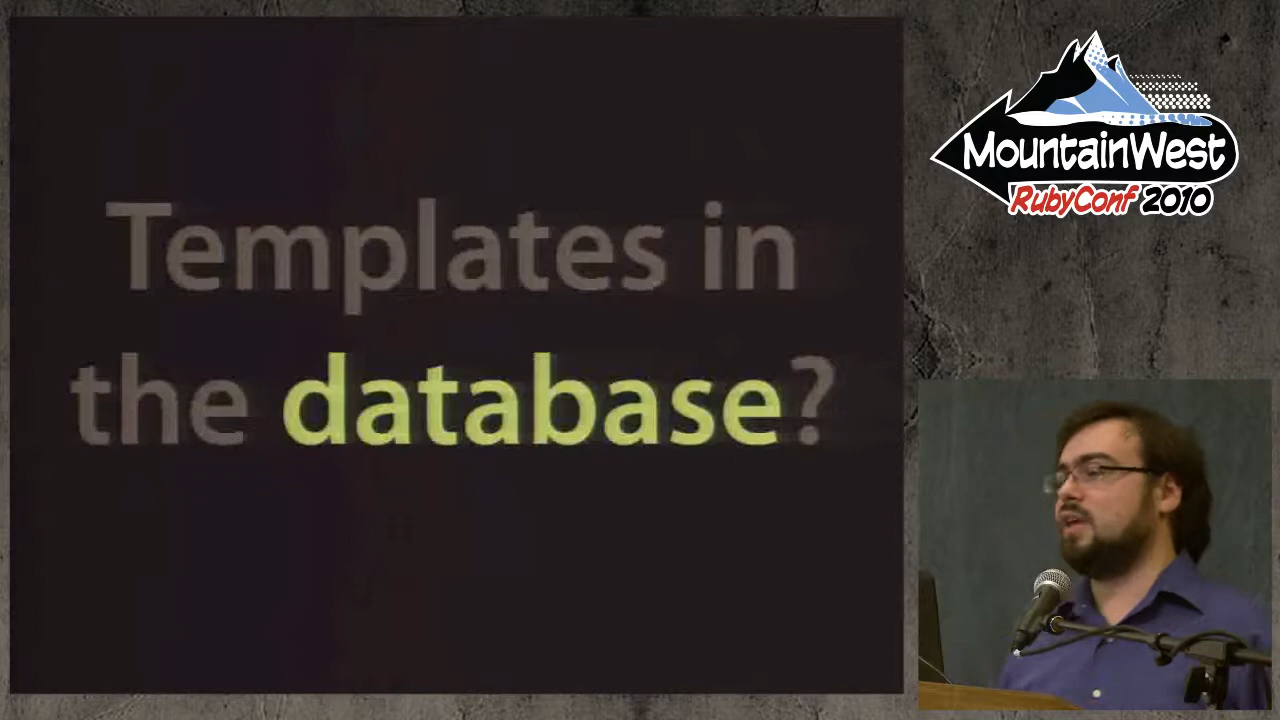 Templates in
the database?
MountainWest
RubyConf 2010